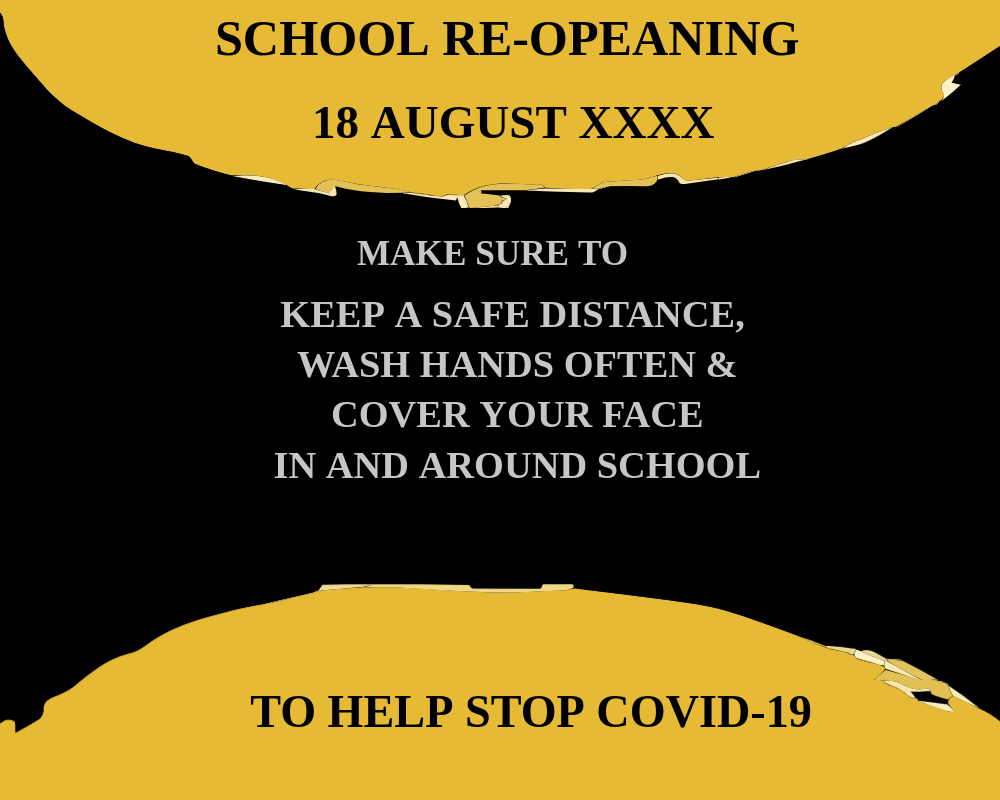 SCHOOL RE-OPEANING
18 AUGUST XXXX
MAKE SURE TO
KEEP A SAFE DISTANCE,
WASH HANDS OFTEN &
COVER YOUR FACE
IN AND AROUND SCHOOL
TO HELP STOP COVID-19